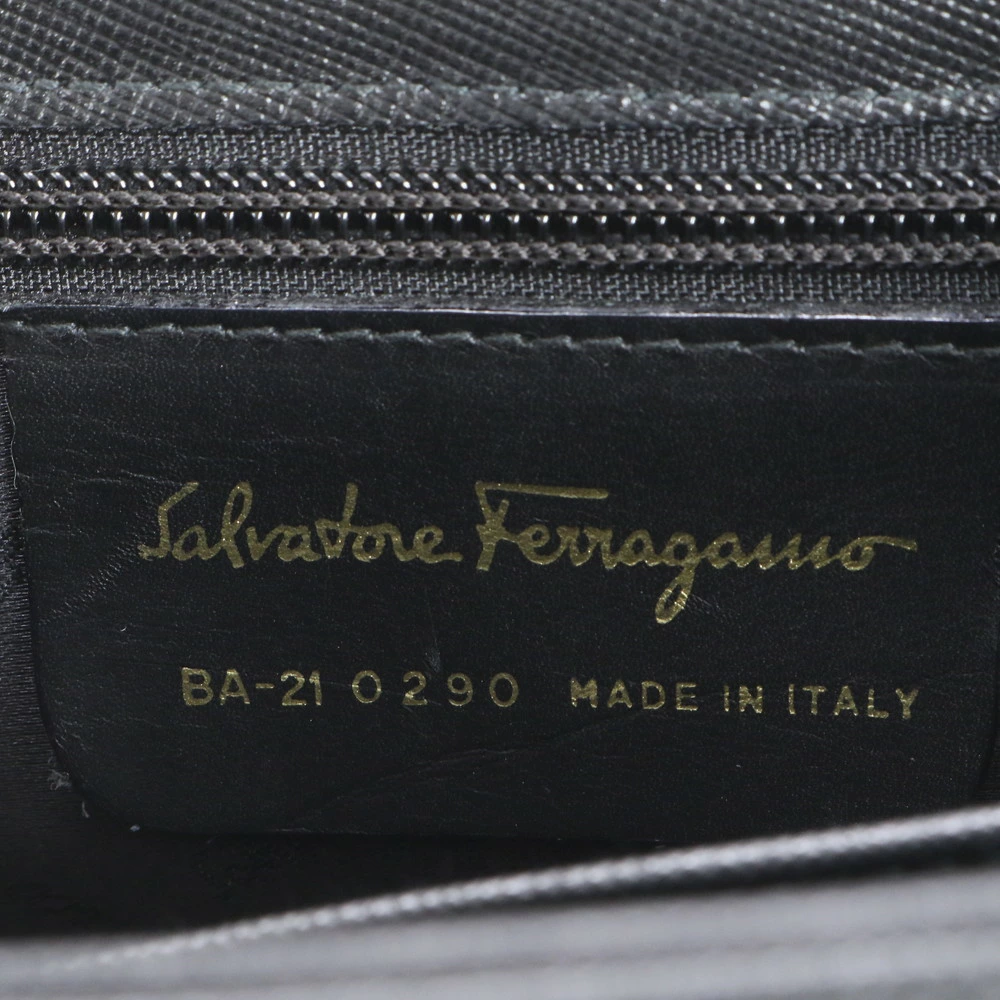 Salvatore Ferragamo
BA-21 0290 MADE IN ITALY